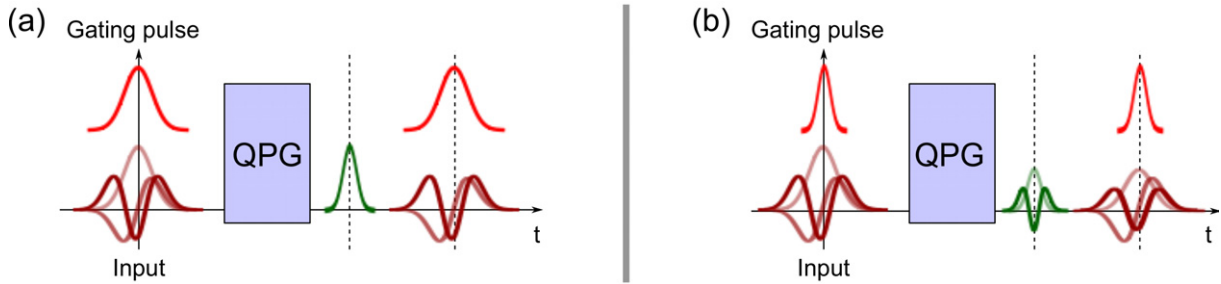 (a)
Gating pulse
QPG
t
Input
(b)
Gating pulse
QPG
t
Input